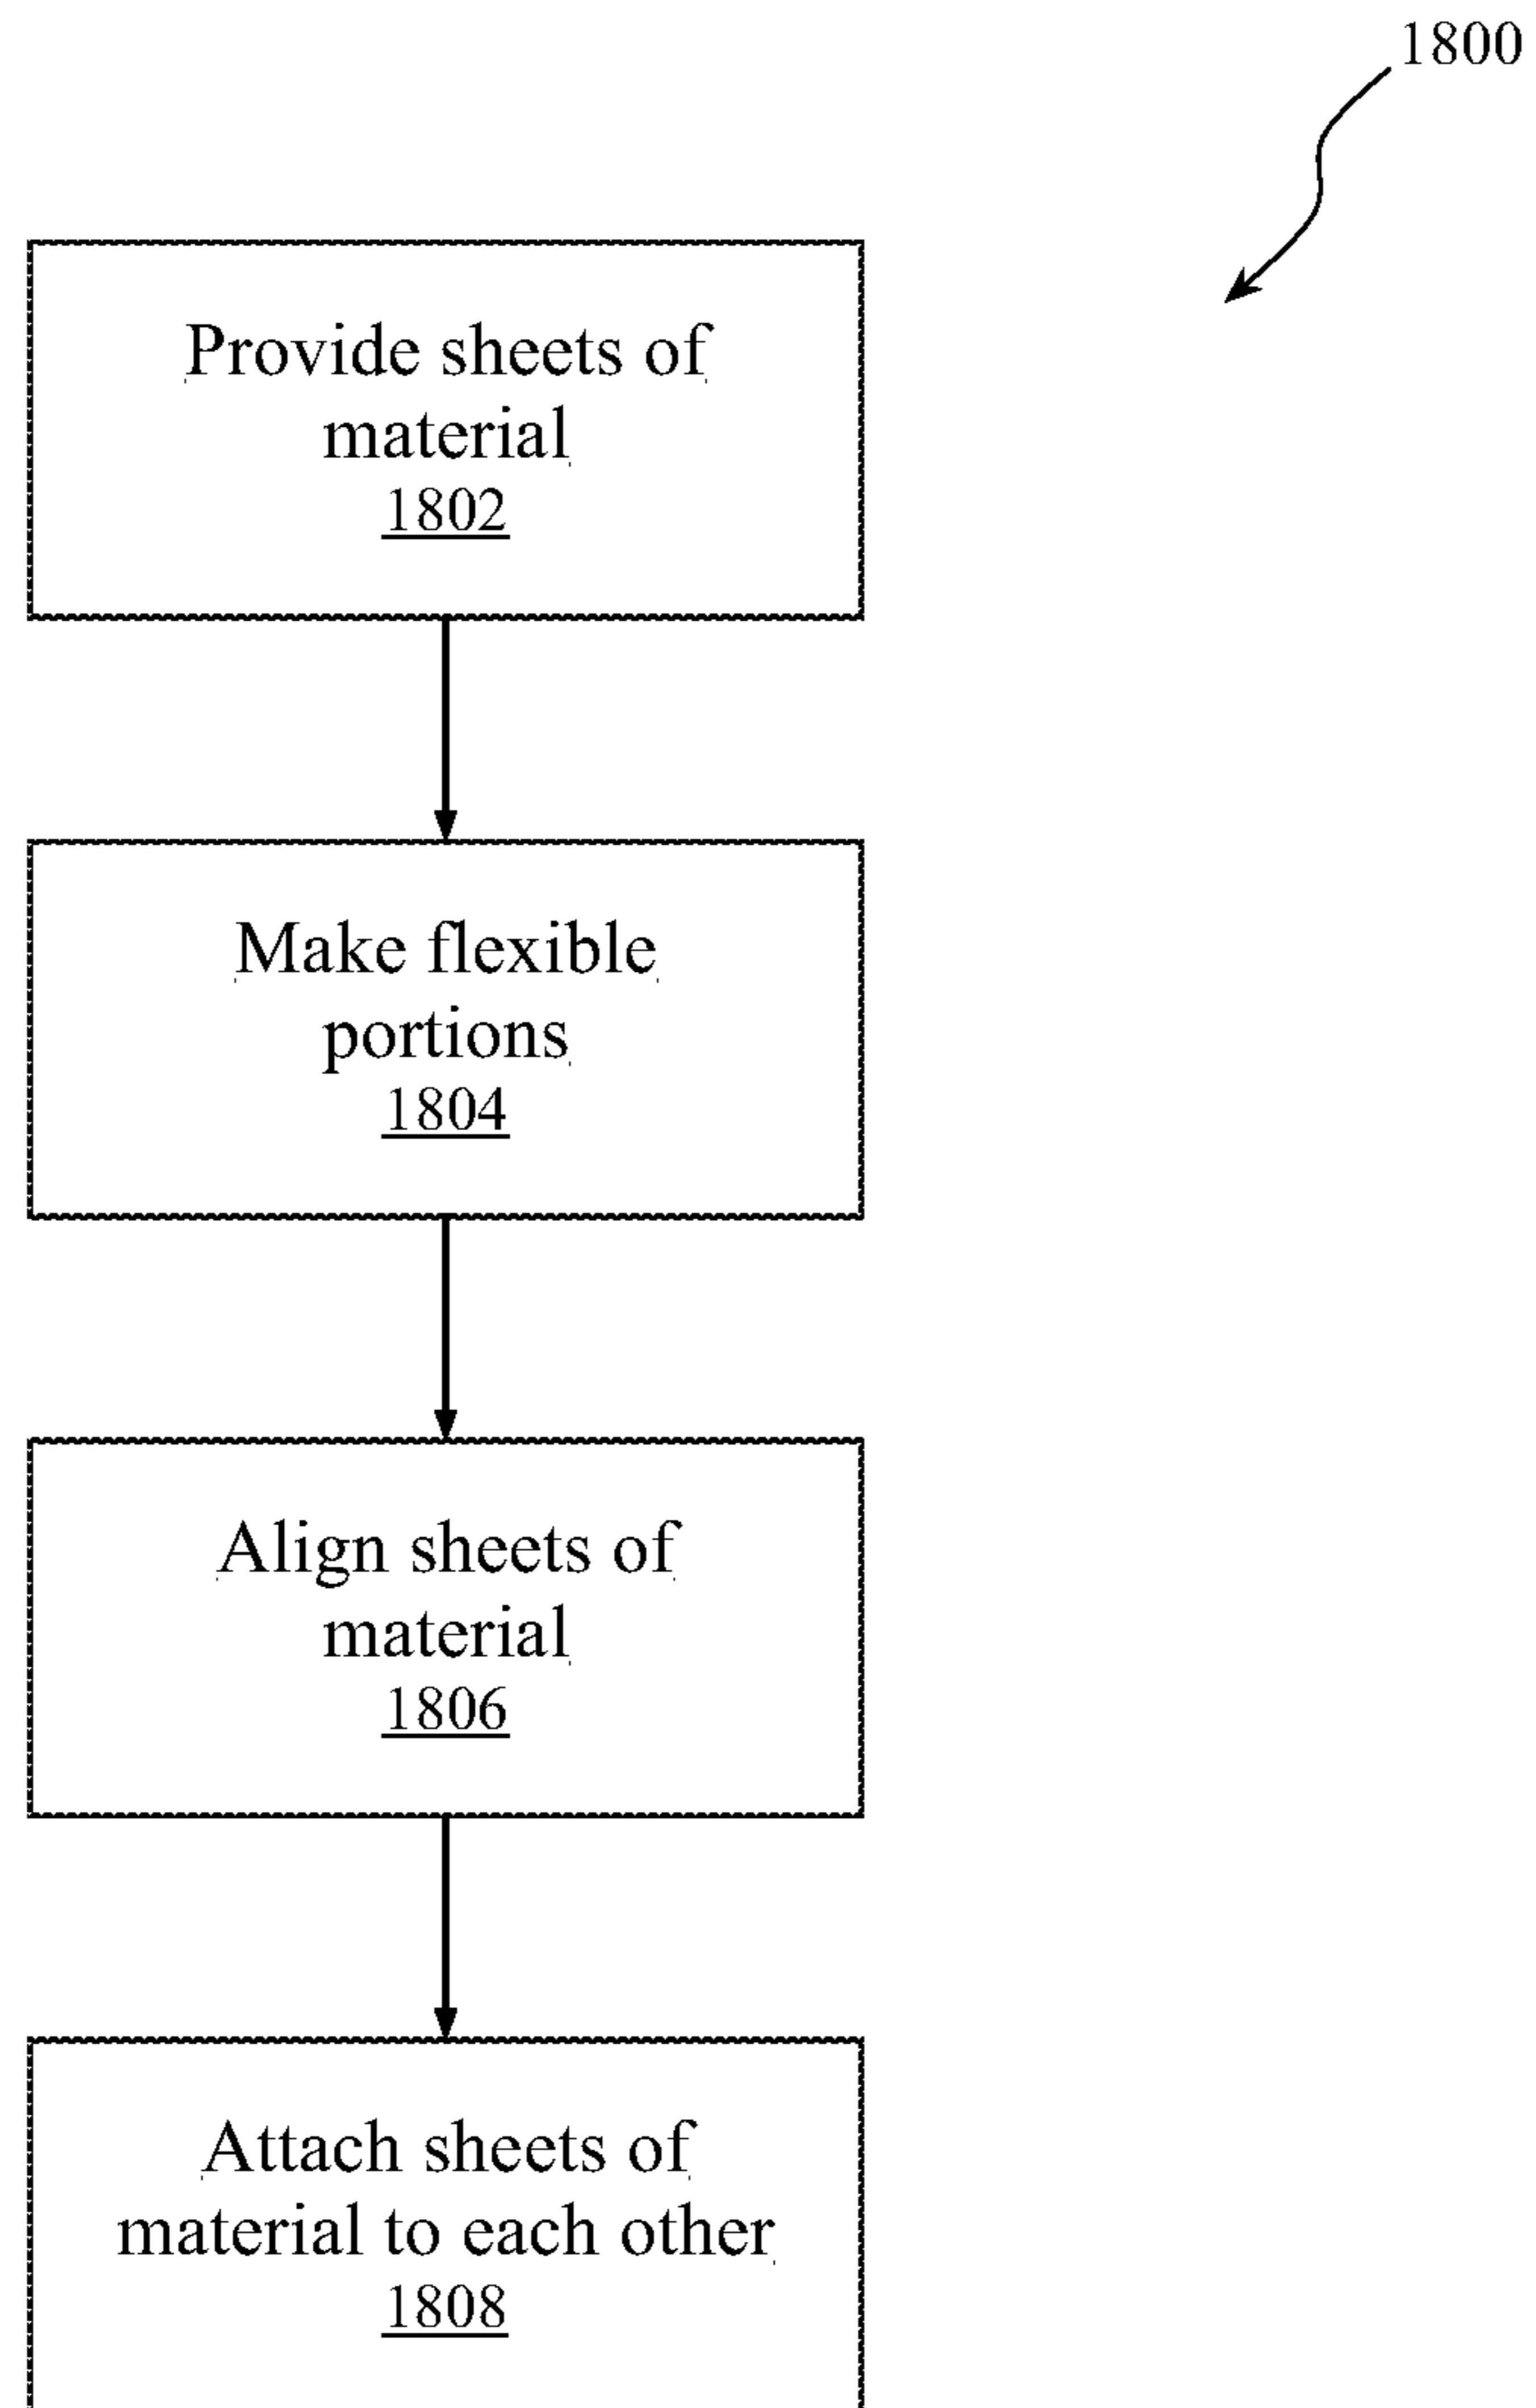 1800
Provide sheets of
material
1802
Make flexible
portions
1804
Align sheets of
material
1806
Attach sheets of
material to each other
1808